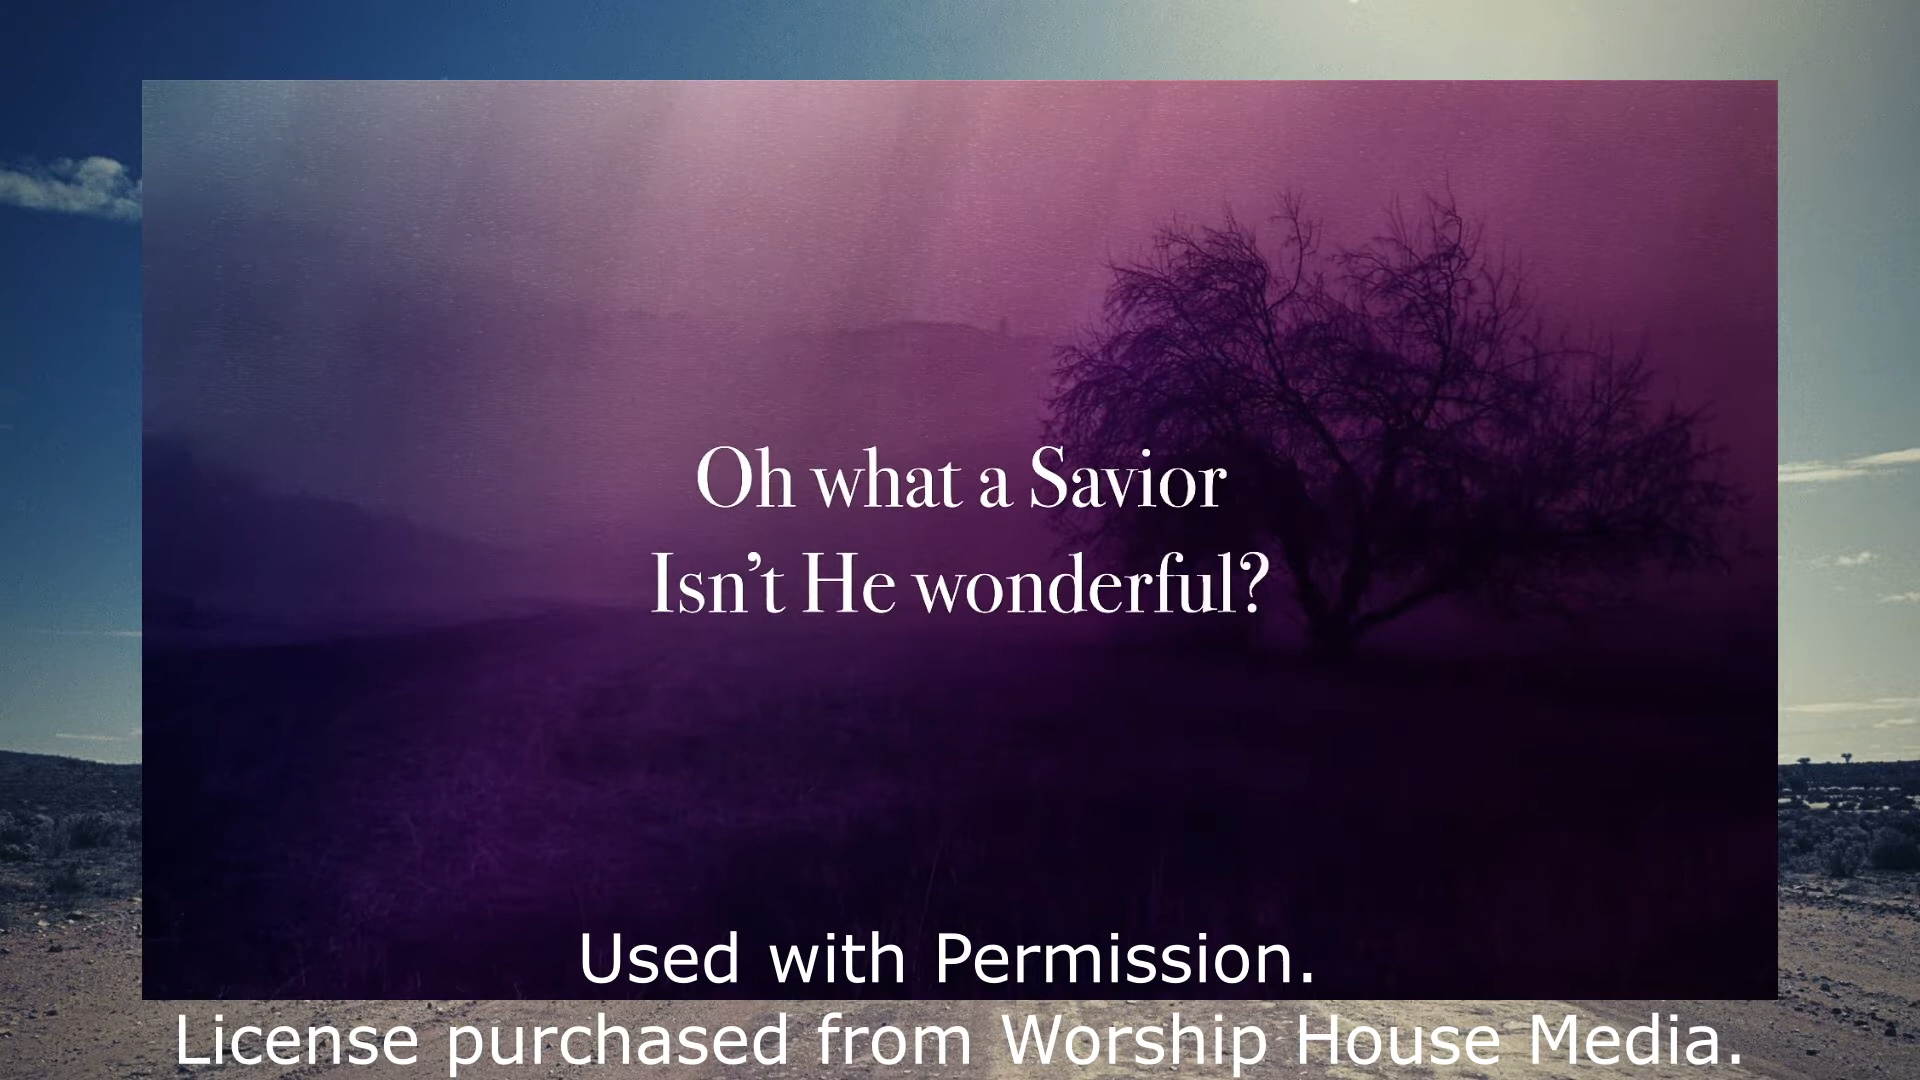 Oh what a Savior
Isn’t He wonderful?
Used with Permission.
License purchased from Worship House Media.